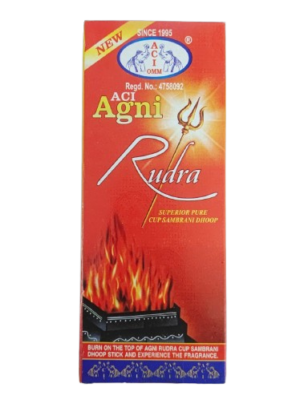 NEW
SINCE 1995
ACI
OMM
®
Regd. No.: 4756092
ACI
Agni
Rudra
SUPERIOR PURE
CUP SAMBRANI DHOOP
BURN ON THE TOP OF AGNI RUDRA CUP SAMBRANI
DHOOP STICK AND EXPERIENCE THE FRAGRANCE.